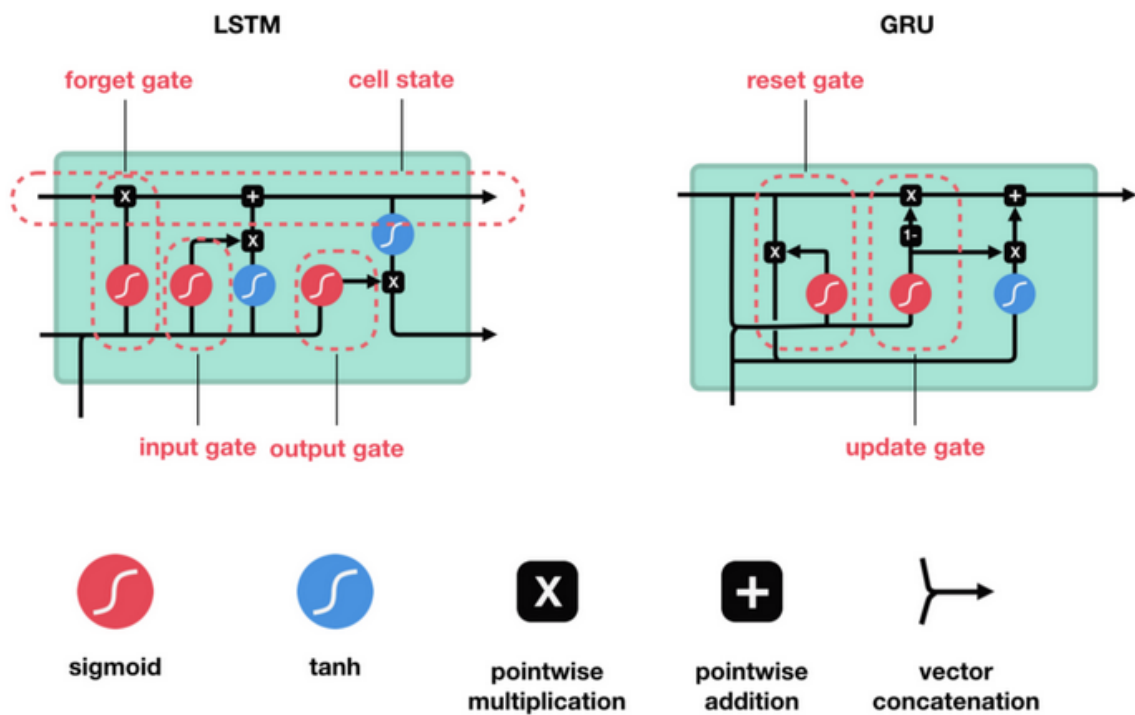 LSTM
GRU
forget gate
cell state
reset gate
X
+
X
X
X
+
X
1-
X
input gate
output gate
update gate
X
+
sigmoid
tanh
pointwise
multiplication
pointwise
addition
vector
concatenation